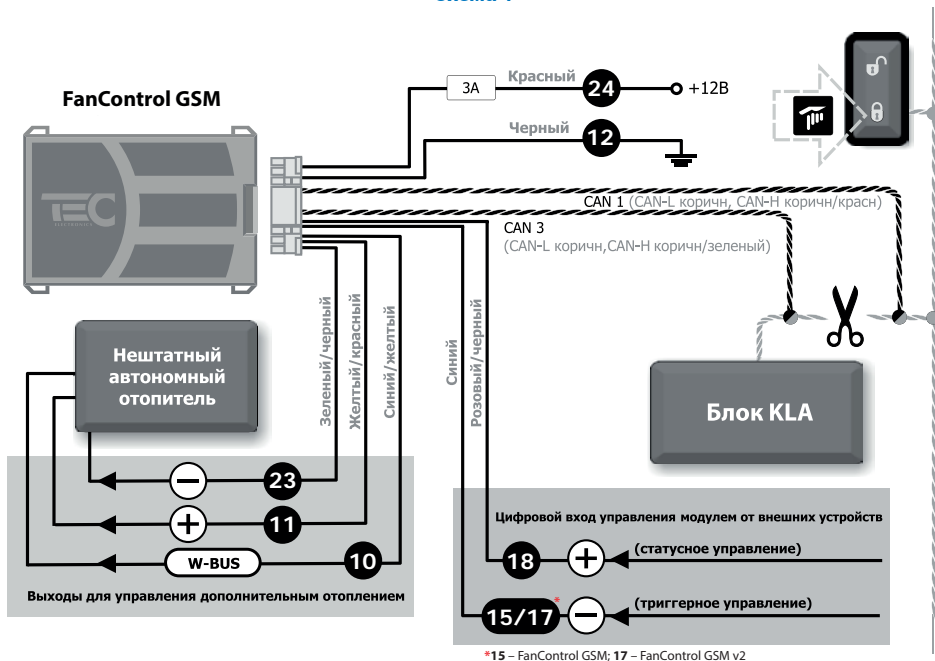 FanControl GSM
TEC
ELECTRONICS
3А
Красный
24
+12В
Черный
12
CAN 1 (CAN-L коричн, CAN-H коричн/красн)
CAN 3
(CAN-L коричн,CAN-H коричн/зеленый)
Нештатный
автономный
отопитель
Зеленый/черный
Желтый/красный
Синий/желтый
Синий
Розовый/черный
Блок KLA
23
11
W-BUS
10
Выходы для управления дополнительным отоплением
Цифровой вход управления модулем от внешних устройств
18
(статусное управление)
15/17*
(триггерное управление)
*15 – FanControl GSM; 17 – FanControl GSM v2